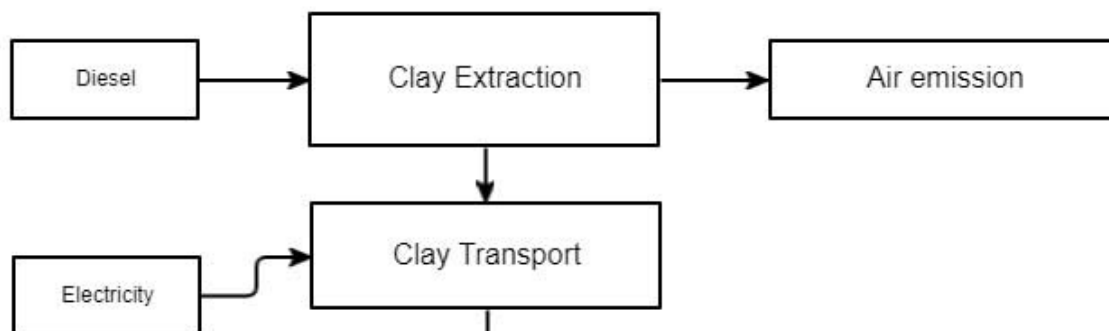 Diesel
Clay Extraction
Air emission
Clay Transport
Electricity